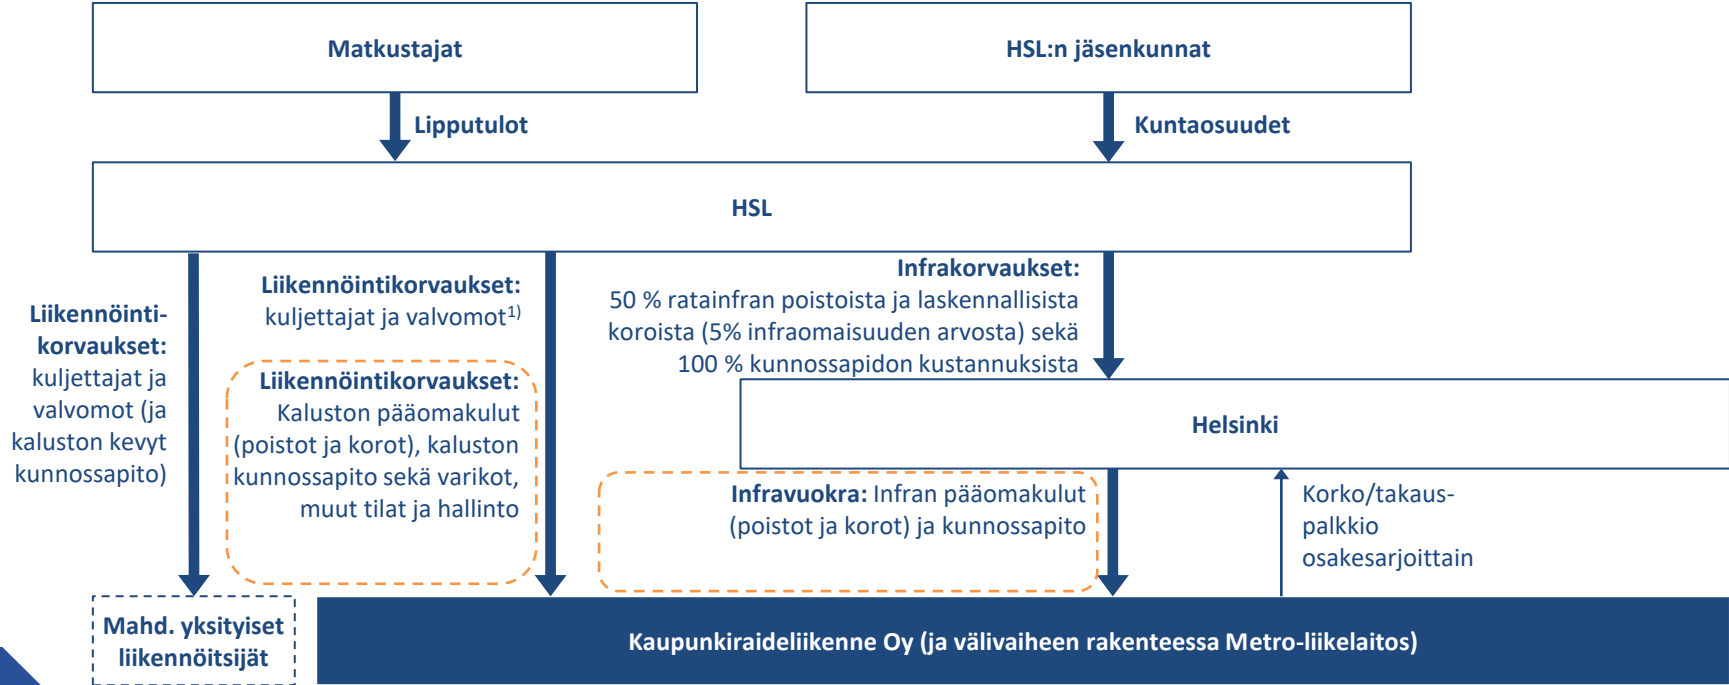 Matkustajat
HSL:n jäsenkunnat
Lipputulot
Kuntaosuudet
HSL
Liikennöinti-
korvaukset:
kuljettajat ja
valvomot (ja
kaluston kevyt
kunnossapito)
Liikennöintikorvaukset:
kuljettajat ja valvomot1)
Liikennöintikorvaukset:
Kaluston pääomakulut
(poistot ja korot), kaluston
kunnossapito sekä varikot,
muut tilat ja hallinto
Infrakorvaukset:
50 % ratainfran poistoista ja laskennallisista
koroista (5% infraomaisuuden arvosta) sekä
100 % kunnossapidon kustannuksista
Helsinki
Infravuokra: Infran pääomakulut
(poistot ja korot) ja kunnossapito
Korko/takaus-
palkkio
osakesarjoittain
Mahd. yksityiset
liikennöitsijät
Kaupunkiraideliikenne Oy (ja välivaiheen rakenteessa Metro-liikelaitos)